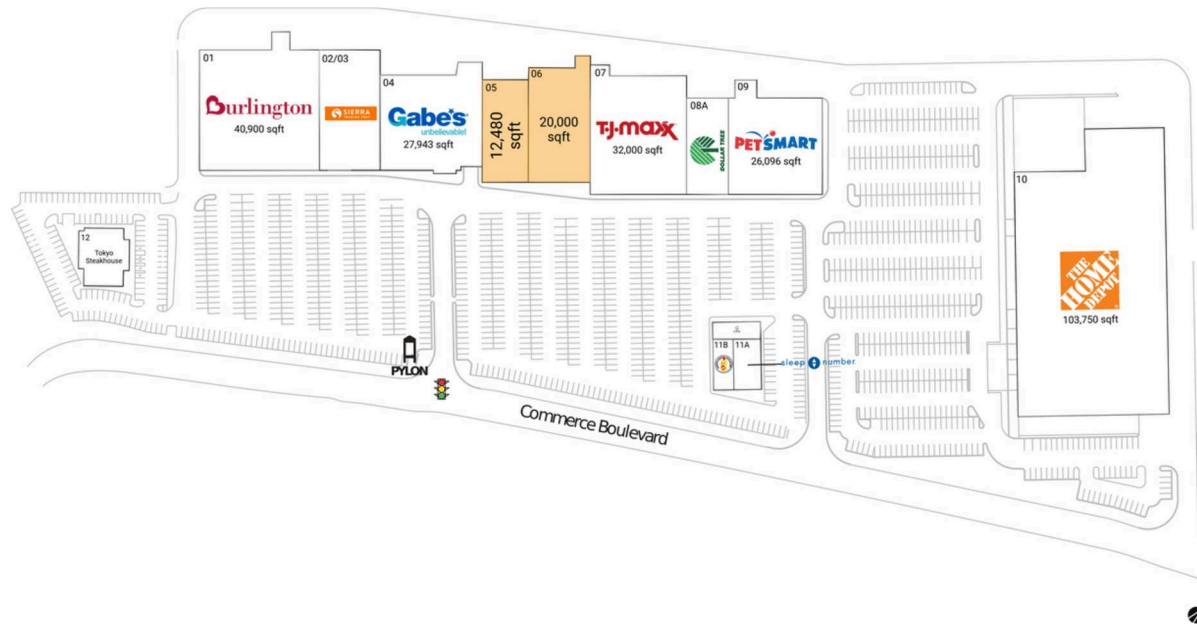 01
Burlington
40,900 sqft
02/03
SIERRA
04
Gabe's
unbelievable!
27,943 sqft
05
12,480
sqft
06
20,000
sqft
07
T.J.maxx
32,000 sqft
08A
DOLLAR TREE
09
PETSMART
26,096 sqft
10
THE
HOME
DEPOT
103,750 sqft
12
Tokyo
Steakhouse
PYLON
11B
11A
sleep number
Commerce Boulevard